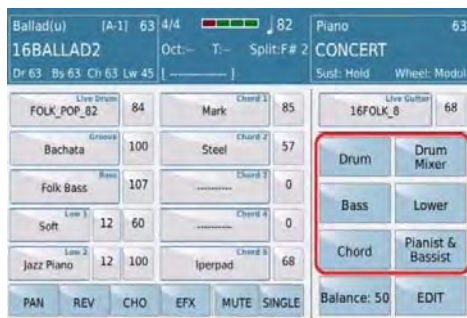 Ballad(u) [A-1] 63 4/4 82 Piano 63
16BALLAD2 Oct:-- T:-- Split:F# 2 CONCERT
Dr 63 Bs 63 Ch 63 Lw 45 [ ---------- ] Sust: Hold Wheel: Modul
Live Drum
FOLK_POP_82 84
Chord 1
Mark 85
Live Guitar
16FOLK_8 68
Groove
Bachata 100
Chord 2
Steel 57
Drum Drum Mixer
Bass
Folk Bass 107
Chord 3
---------- 0
Low 1
Soft 12 60
Chord 4
---------- 0
Bass Lower
Low 2
Jazz Piano 12 100
Chord 5
Iperpad 68
Chord Pianist & Bassist
PAN REV CHO EFX MUTE SINGLE Balance: 50 EDIT